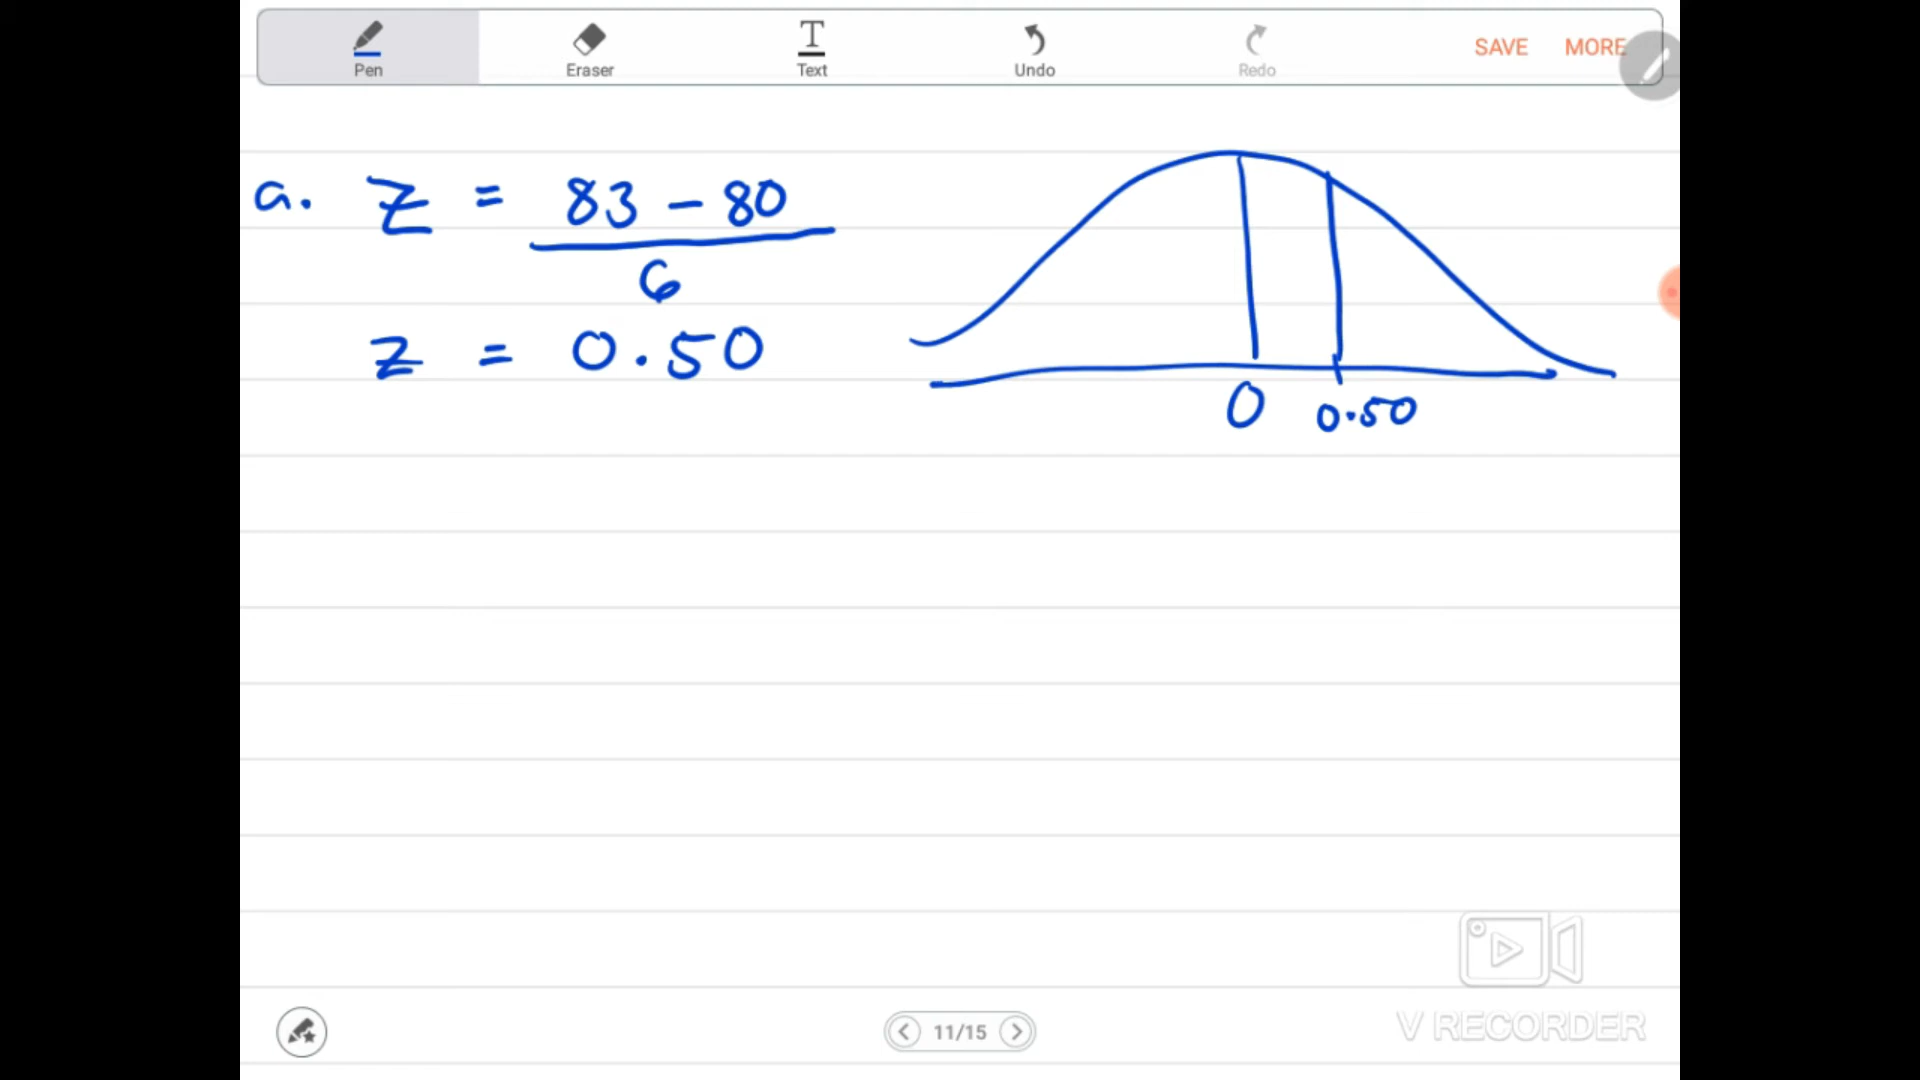 Pen Eraser Text Undo Redo SAVE MORE
a. Z = 83 - 80
6
z = 0.50
0 0.50
11/15
V RECORDER